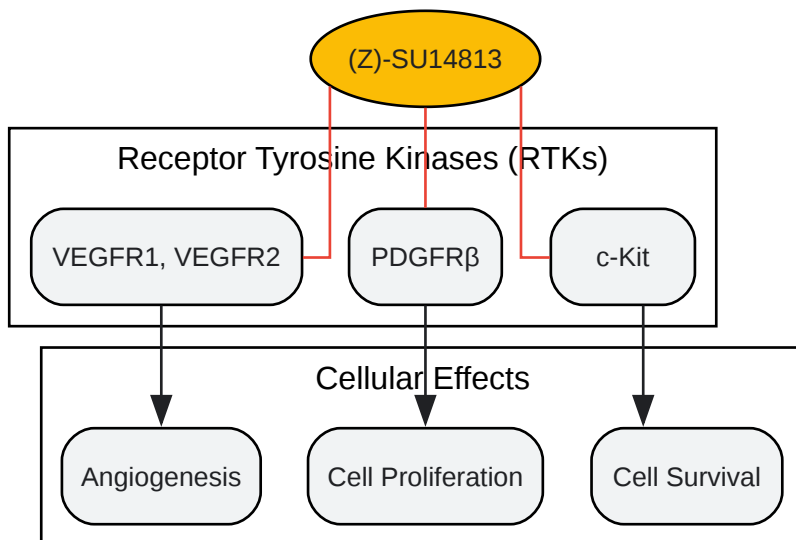 (Z)-SU14813
Receptor Tyrosine Kinases (RTKs)
VEGFR1, VEGFR2
PDGFRβ
c-Kit
Cellular Effects
Angiogenesis
Cell Proliferation
Cell Survival